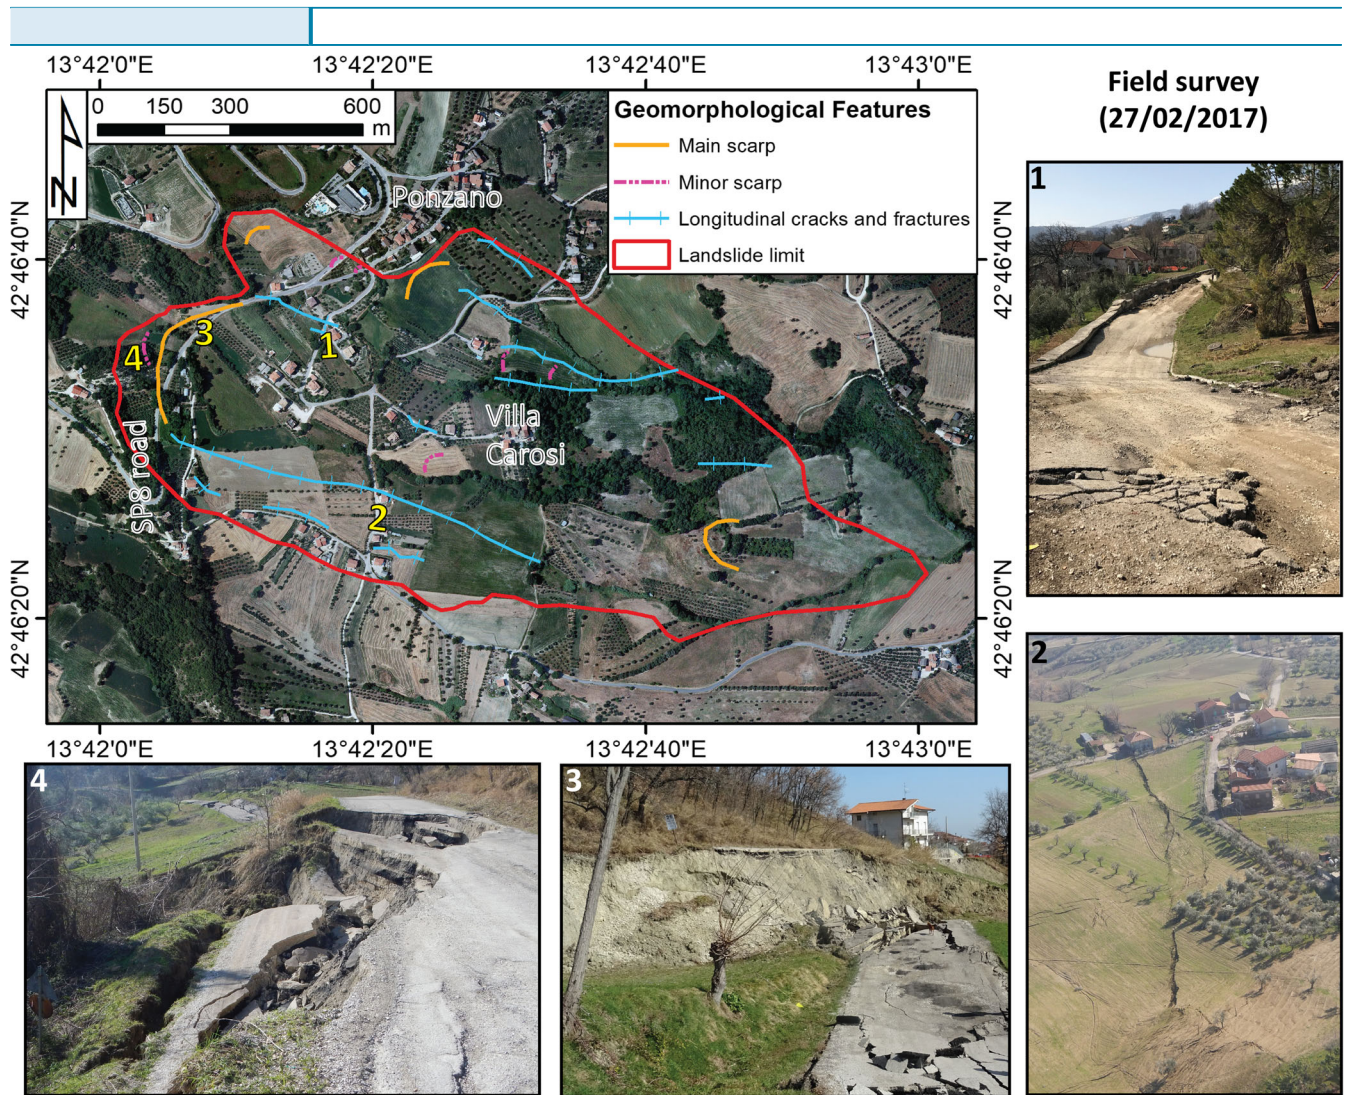 13°42'0"E 13°42'20"E 13°42'40"E 13°43'0"E
Field survey
(27/02/2017)
0 150 300 600
m
N
Geomorphological Features
Main scarp
Minor scarp
Longitudinal cracks and fractures
Landslide limit
42°46'40"N
42°46'20"N
42°46'40"N
42°46'20"N
Ponzano
3
4
1
Villa
Carosi
SP8 road
2
13°42'0"E 13°42'20"E 13°42'40"E 13°43'0"E
1
2
4
3